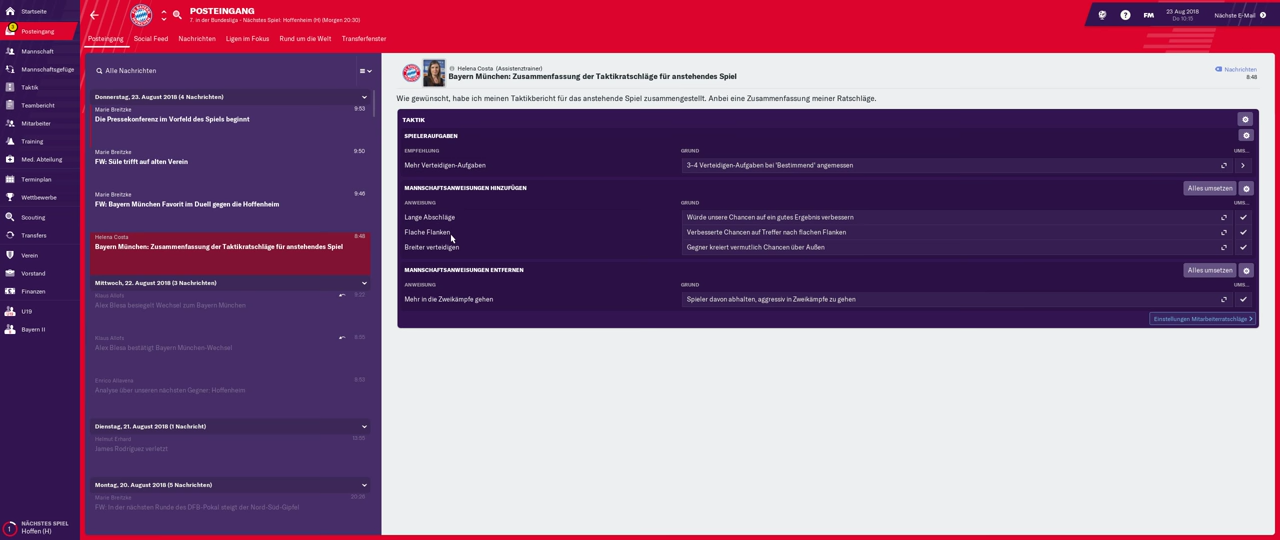 Startseite
Posteingang
Mannschaft
Mannschaftsgefüge
Taktik
Teambericht
Mitarbeiter
Training
Med. Abteilung
Terminplan
Wettbewerbe
Scouting
Transfers
Verein
Vorstand
Finanzen
U19
Bayern II
1
NÄCHSTES SPIEL
Hoffen (H)
POSTEINGANG
7. in der Bundesliga - Nächstes Spiel: Hoffenheim (H) (Morgen 20:30)
FM
23 Aug 2018
Do 10:15
Nächste E-Mail
Posteingang
Social Feed
Nachrichten
Ligen im Fokus
Rund um die Welt
Transferfenster
Alle Nachrichten
Donnerstag, 23. August 2018 (4 Nachrichten)
Marie Breitzke 9:53
Die Pressekonferenz im Vorfeld des Spiels beginnt
Marie Breitzke 9:50
FW: Süle trifft auf alten Verein
Marie Breitzke 9:46
FW: Bayern München Favorit im Duell gegen die Hoffenheim
Helena Costa 8:48
Bayern München: Zusammenfassung der Taktikratschläge für anstehendes Spiel
Mittwoch, 22. August 2018 (3 Nachrichten)
Klaus Allofs
Alex Blesa besiegelt Wechsel zum Bayern München
Klaus Allofs
Alex Blesa bestätigt Bayern München-Wechsel
Analyse über unseren nächsten Gegner: Hoffenheim
Dienstag, 21. August 2018 (1 Nachricht)
Helmut Erhard
James Rodríguez verletzt
Montag, 20. August 2018 (5 Nachrichten)
Marie Breitzke 20:39
FW: In der nächsten Runde des DFB-Pokal steigt der Nord-Süd-Gipfel
Helena Costa (Assistenztrainer)
Bayern München: Zusammenfassung der Taktikratschläge für anstehendes Spiel
Nachrichten
8:48
Wie gewünscht, habe ich meinen Taktikbericht für das anstehende Spiel zusammengestellt. Anbei eine Zusammenfassung meiner Ratschläge.
TAKTIK
SPIELERAUFGABEN
EMPFEHLUNG GRUND UMS...
Mehr Verteidigen-Aufgaben 3-4 Verteidigen-Aufgaben bei 'Bestimmend' angemessen
MANNSCHAFTSANWEISUNGEN HINZUFÜGEN Alles umsetzen
ANWEISUNG GRUND UMS...
Lange Abschläge Würde unsere Chancen auf ein gutes Ergebnis verbessern
Flache Flanken Verbesserte Chancen auf Treffer nach flachen Flanken
Breiter verteidigen Gegner kreiert vermutlich Chancen über Außen
MANNSCHAFTSANWEISUNGEN ENTFERNEN Alles umsetzen
ANWEISUNG GRUND UMS...
Mehr in die Zweikämpfe gehen Spieler davon abhalten, aggressiv in Zweikämpfe zu gehen
Einstellungen Mitarbeiterratschläge